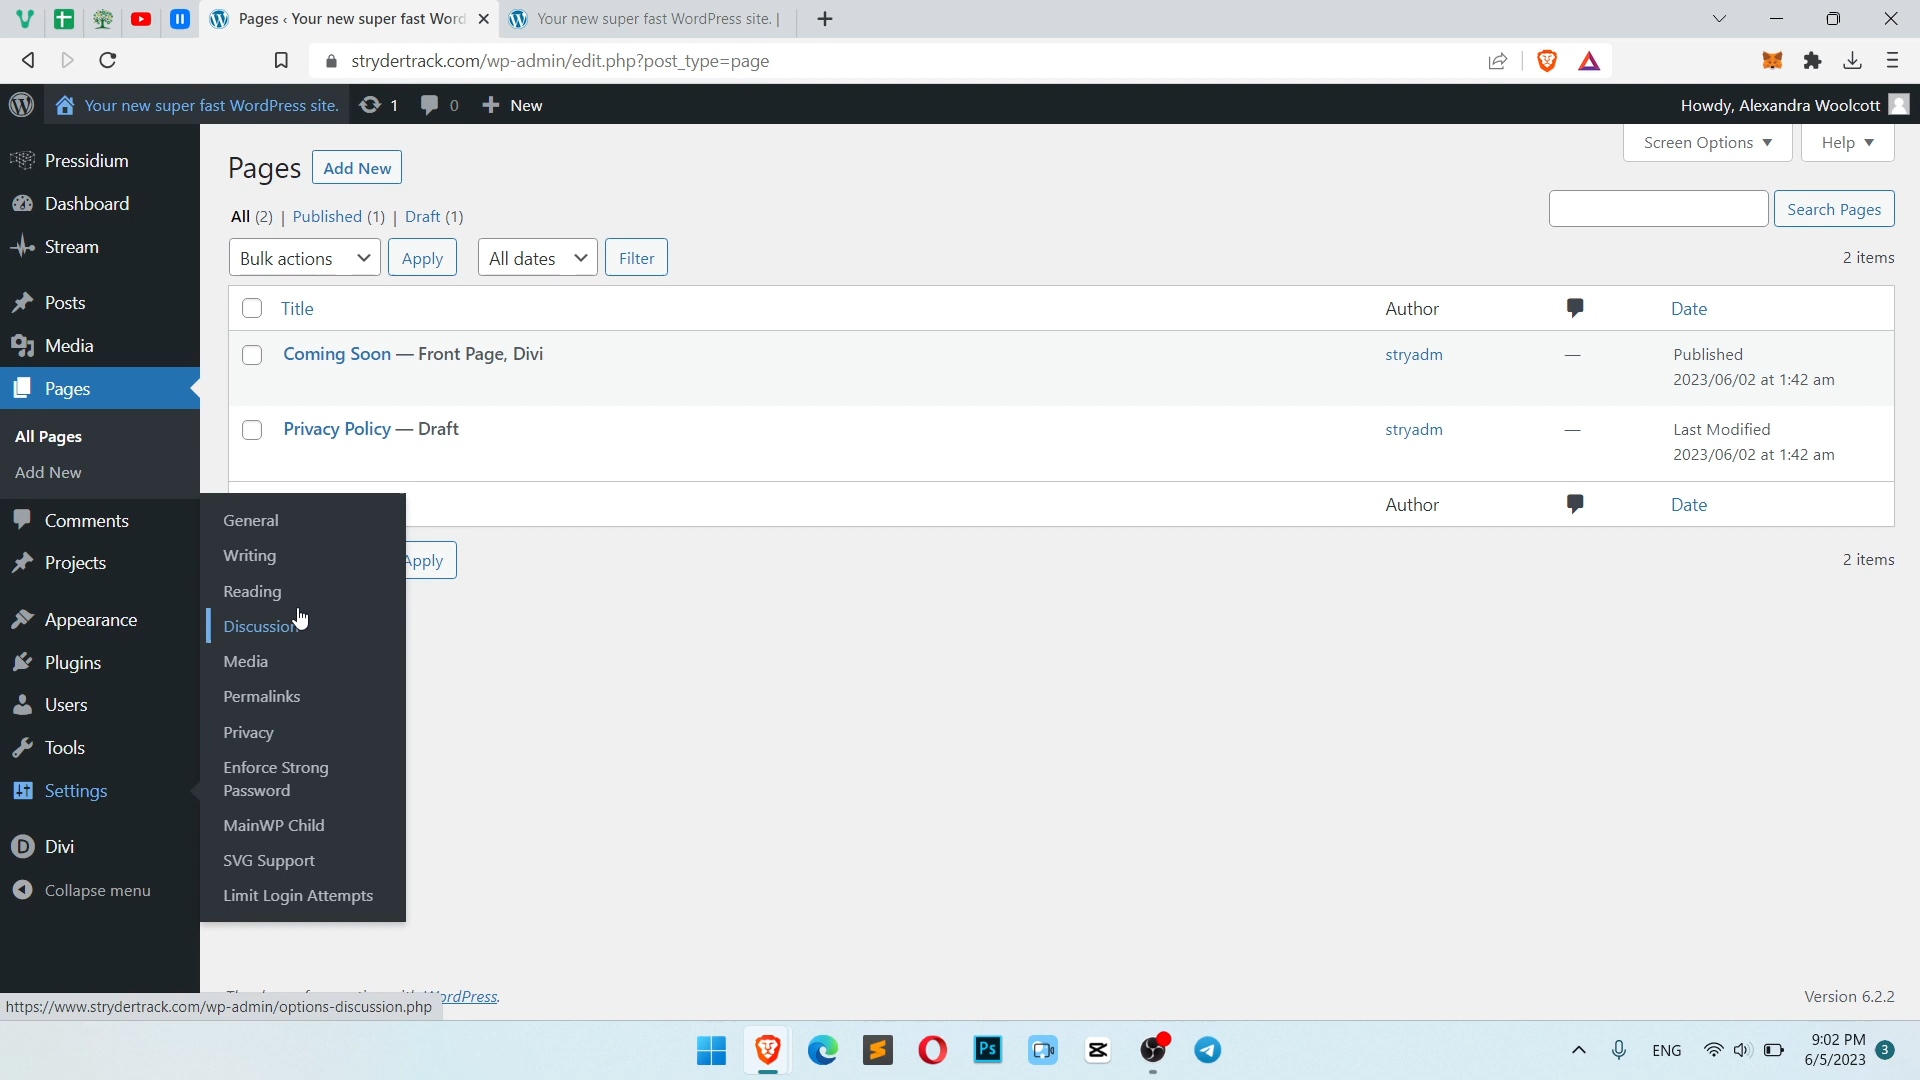 Pages ‹ Your new super fast Word
Your new super fast WordPress site. |
strydertrack.com/wp-admin/edit.php?post_type=page
Your new super fast WordPress site.
1
0
New
Howdy, Alexandra Woolcott
Pressidium
Dashboard
Stream
Posts
Media
Pages
All Pages
Add New
Comments
Projects
Appearance
Plugins
Users
Tools
Settings
Divi
Collapse menu
General
Writing
Reading
Discussion
Media
Permalinks
Privacy
Enforce Strong
Password
MainWP Child
SVG Support
Limit Login Attempts
Screen Options
Help
Pages
Add New
All (2) | Published (1) | Draft (1)
Search Pages
Bulk actions
Apply
All dates
Filter
2 items
Title
Author
Date
Coming Soon — Front Page, Divi
stryadm
—
Published
2023/06/02 at 1:42 am
Privacy Policy — Draft
stryadm
—
Last Modified
2023/06/02 at 1:42 am
Author
Date
Apply
2 items
ordPress.
Version 6.2.2
https://www.strydertrack.com/wp-admin/options-discussion.php
Ps
ENG
9:02 PM
6/5/2023
3